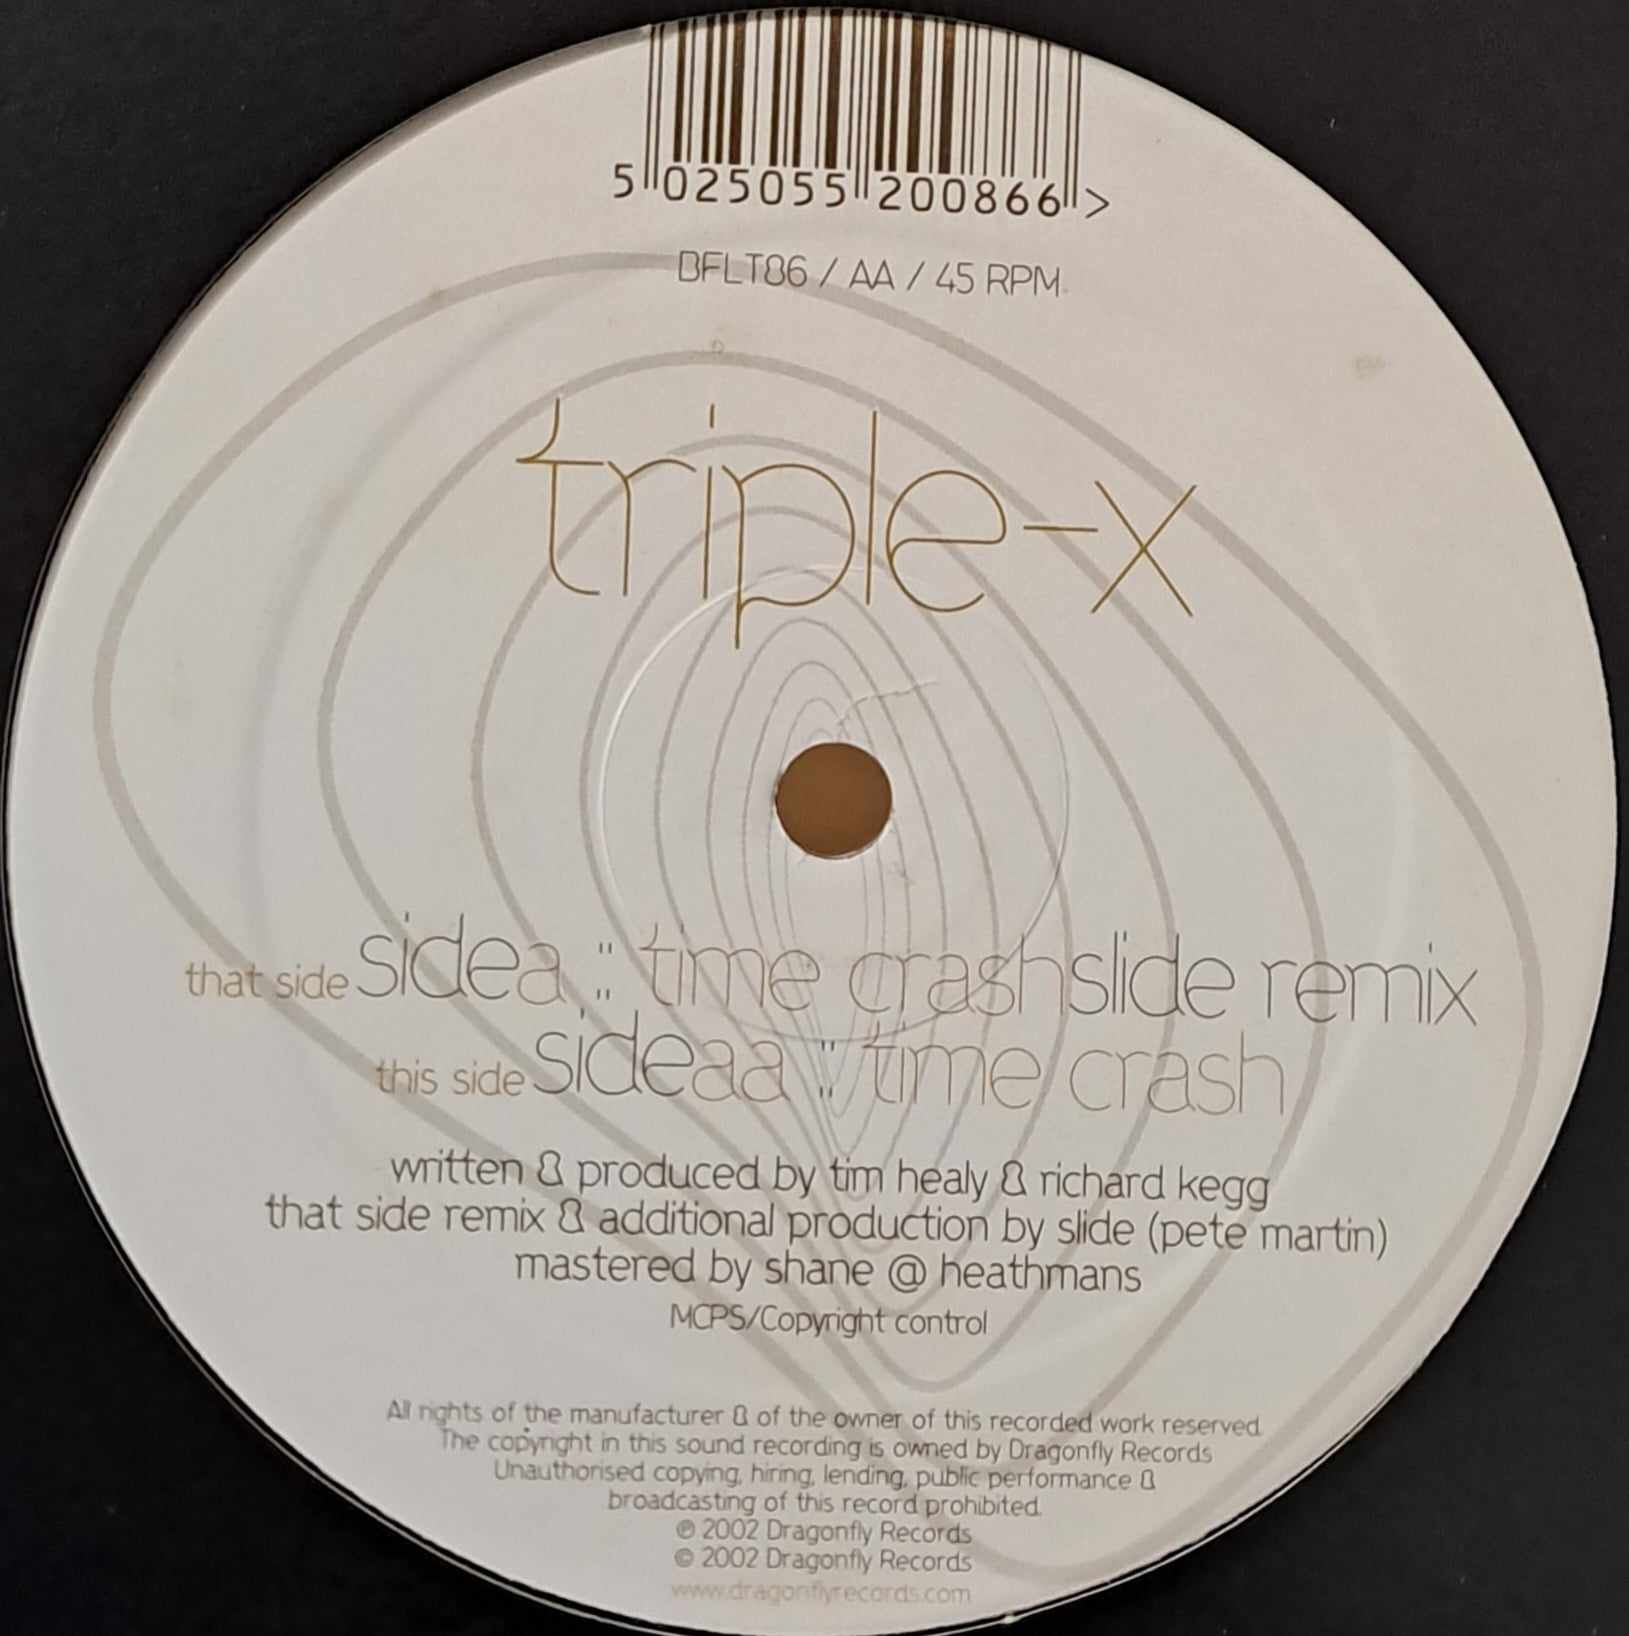 5 025055 200866 >
BFLT86 / AA / 45 RPM
triple-x
that side sidea :: time crash slide remix
this side sideaa :: time crash
written & produced by tim healy & richard kegg
that side remix & additional production by slide (pete martin)
mastered by shane @ heathmans
MCPS/Copyright control
All rights of the manufacturer & of the owner of this recorded work reserved.
The copyright in this sound recording is owned by Dragonfly Records
Unauthorised copying, hiring, lending, public performance &
broadcasting of this record prohibited.
℗ 2002 Dragonfly Records
© 2002 Dragonfly Records
www.dragonflyrecords.com